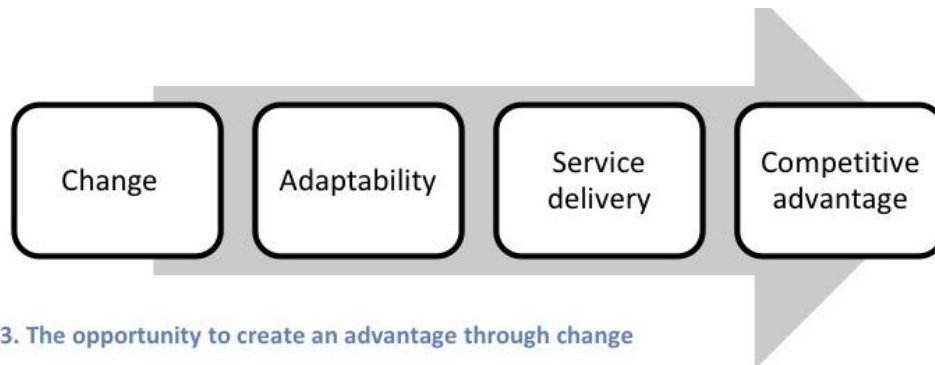 Change
Adaptability
Service
delivery
Competitive
advantage
3. The opportunity to create an advantage through change